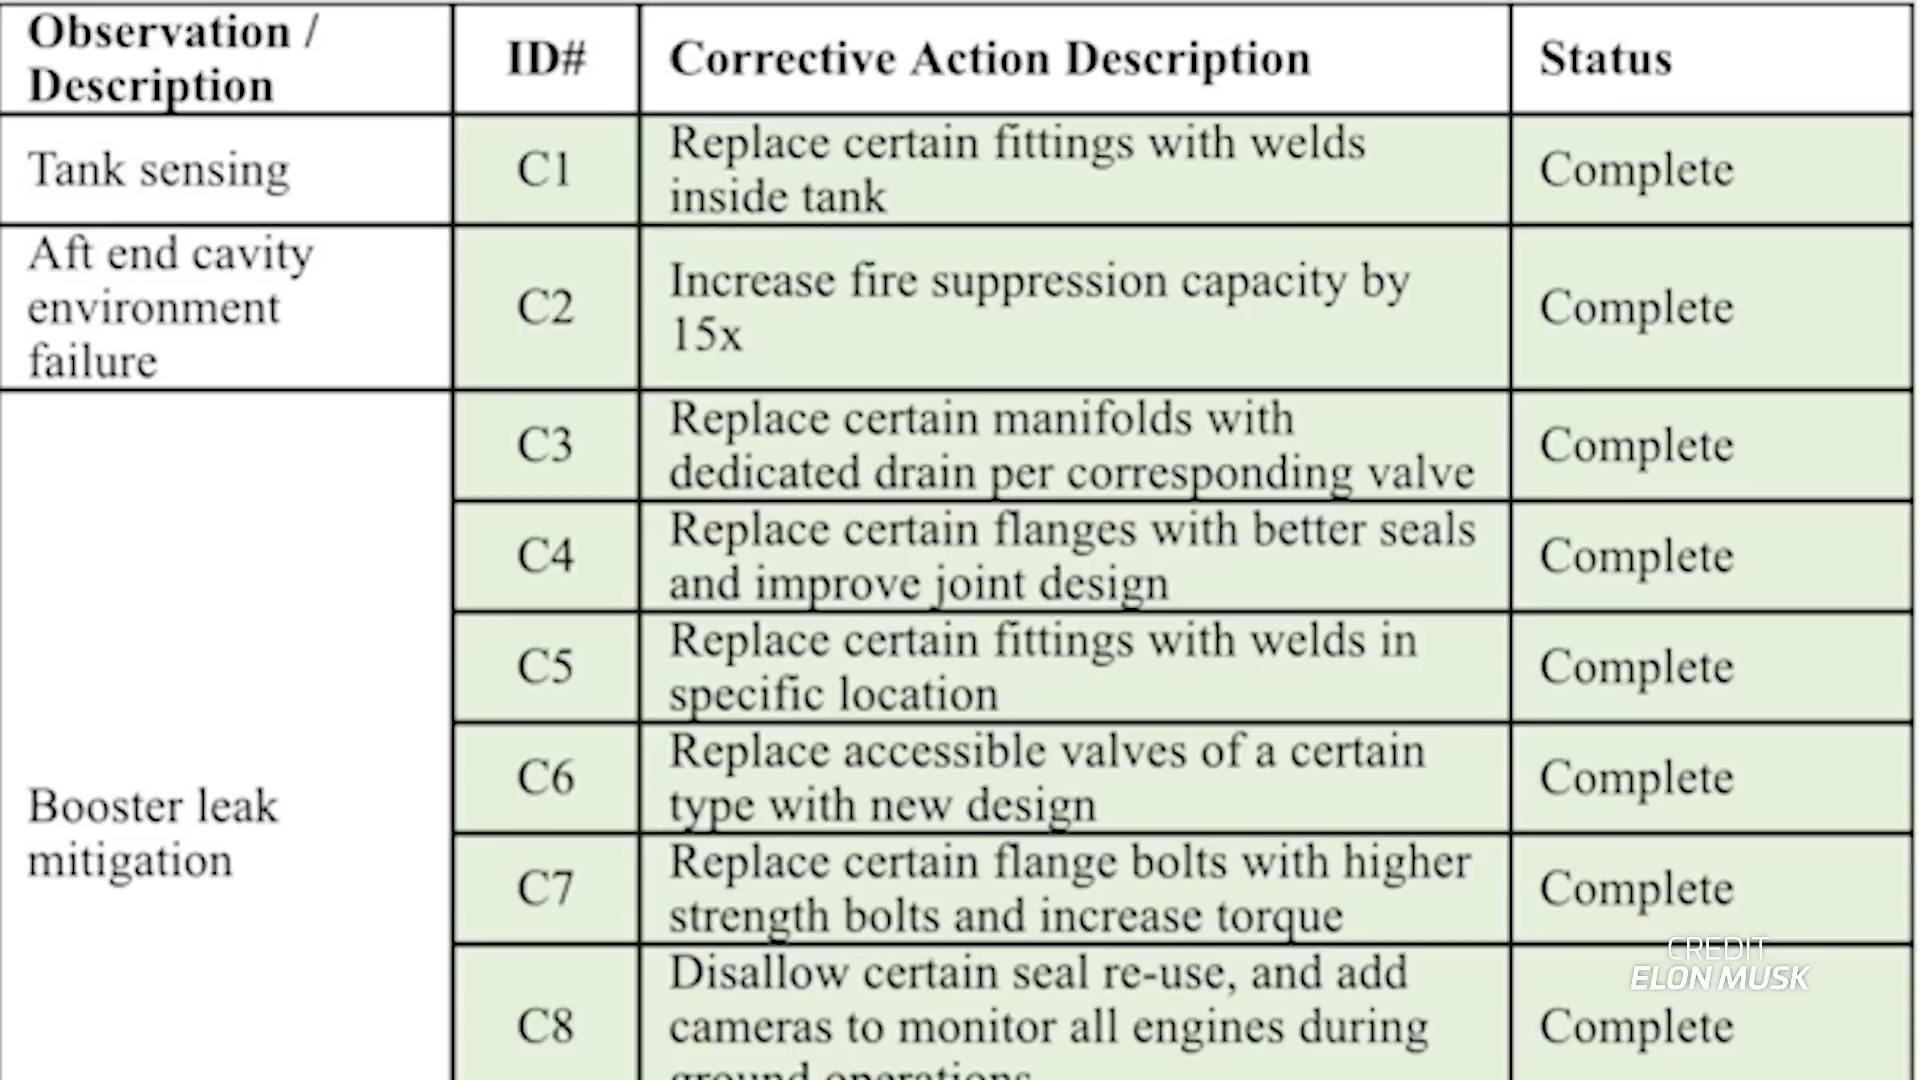 Observation /
Description
ID#
Corrective Action Description
Status
Tank sensing
C1
Replace certain fittings with welds
inside tank
Complete
Aft end cavity
environment
failure
C2
Increase fire suppression capacity by
15x
Complete
Booster leak
mitigation
C3
Replace certain manifolds with
dedicated drain per corresponding valve
Complete
C4
Replace certain flanges with better seals
and improve joint design
Complete
C5
Replace certain fittings with welds in
specific location
Complete
C6
Replace accessible valves of a certain
type with new design
Complete
C7
Replace certain flange bolts with higher
strength bolts and increase torque
Complete
C8
Disallow certain seal re-use, and add
cameras to monitor all engines during
ground operations
Complete
CREDIT
ELON MUSK